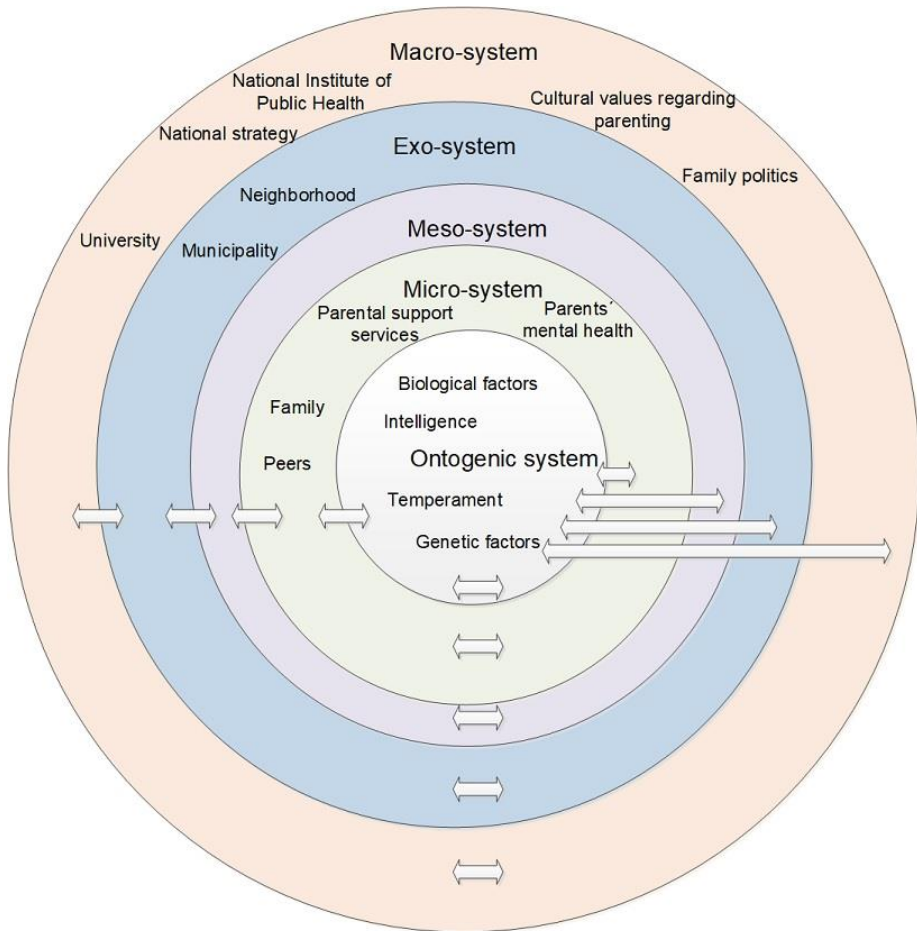 Macro-system
National Institute of
Public Health
Cultural values regarding
parenting
National strategy
Exo-system
Family politics
Neighborhood
Meso-system
University
Municipality
Micro-system
Parental support
services
Parents´
mental health
Biological factors
Family
Intelligence
Ontogenic system
Peers
Temperament
Genetic factors